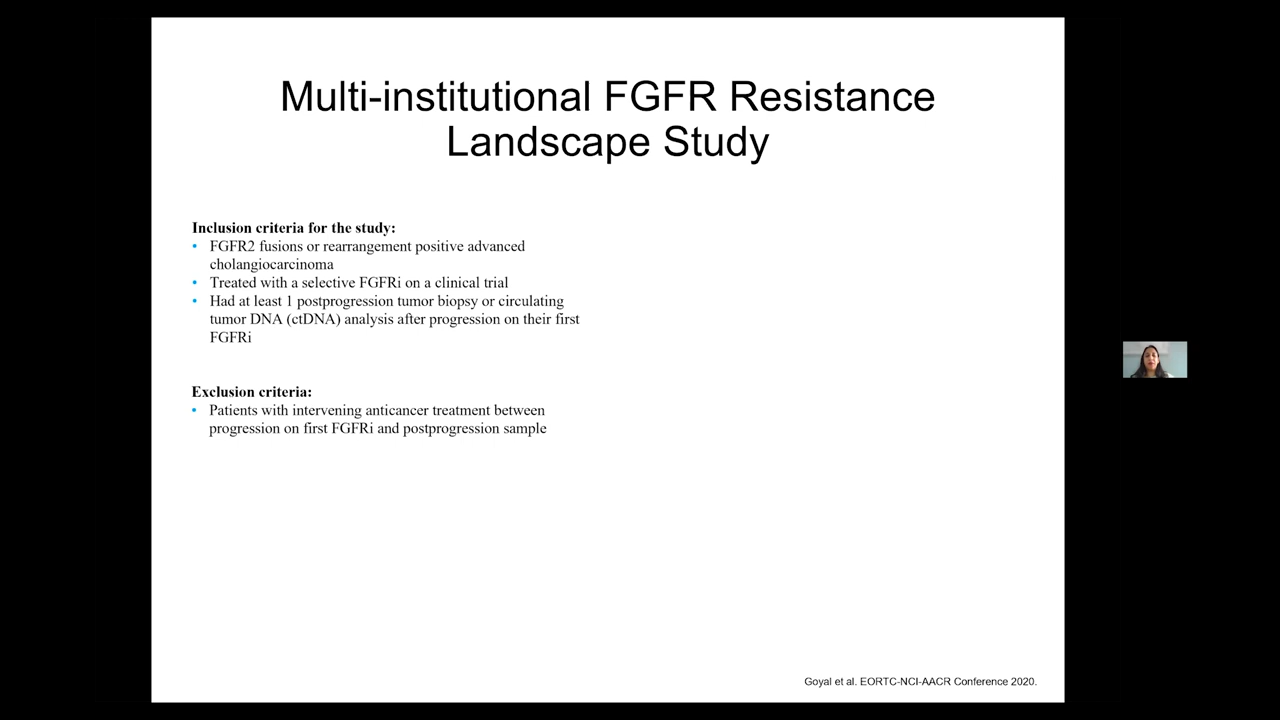 Multi-institutional FGFR Resistance
Landscape Study
Inclusion criteria for the study:
• FGFR2 fusions or rearrangement positive advanced
cholangiocarcinoma
• Treated with a selective FGFRi on a clinical trial
• Had at least 1 postprogression tumor biopsy or circulating
tumor DNA (ctDNA) analysis after progression on their first
FGFRi
Exclusion criteria:
• Patients with intervening anticancer treatment between
progression on first FGFRi and postprogression sample
Goyal et al. EORTC-NCI-AACR Conference 2020.